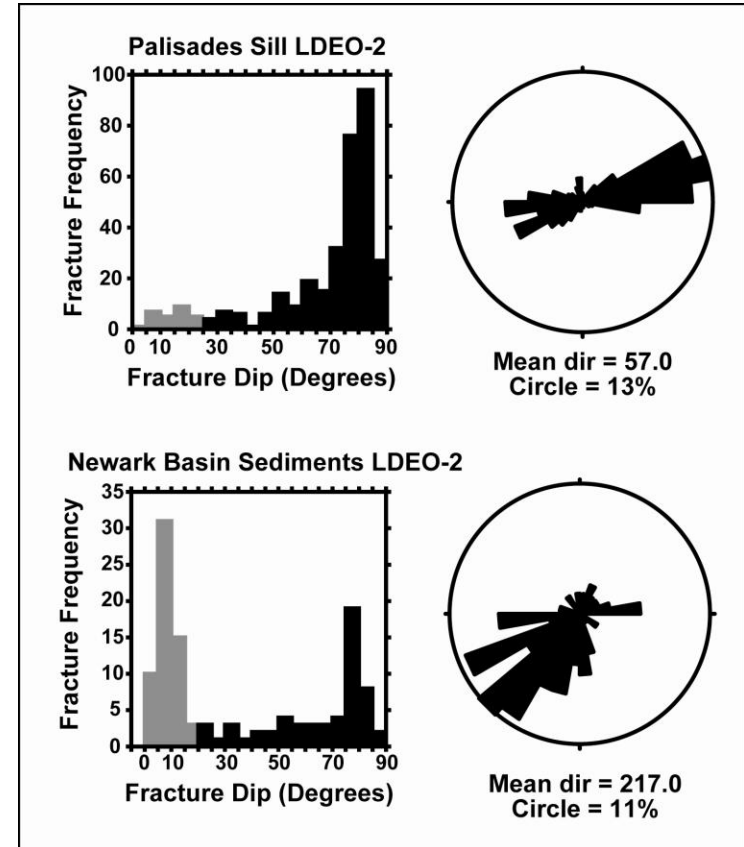 Palisades Sill LDEO-2
100
80
60
40
20
0
Fracture Frequency
0 10 30 50 70 90
Fracture Dip (Degrees)
Mean dir = 57.0
Circle = 13%
Newark Basin Sediments LDEO-2
35
30
25
20
15
10
5
0
Fracture Frequency
0 10 30 50 70 90
Fracture Dip (Degrees)
Mean dir = 217.0
Circle = 11%